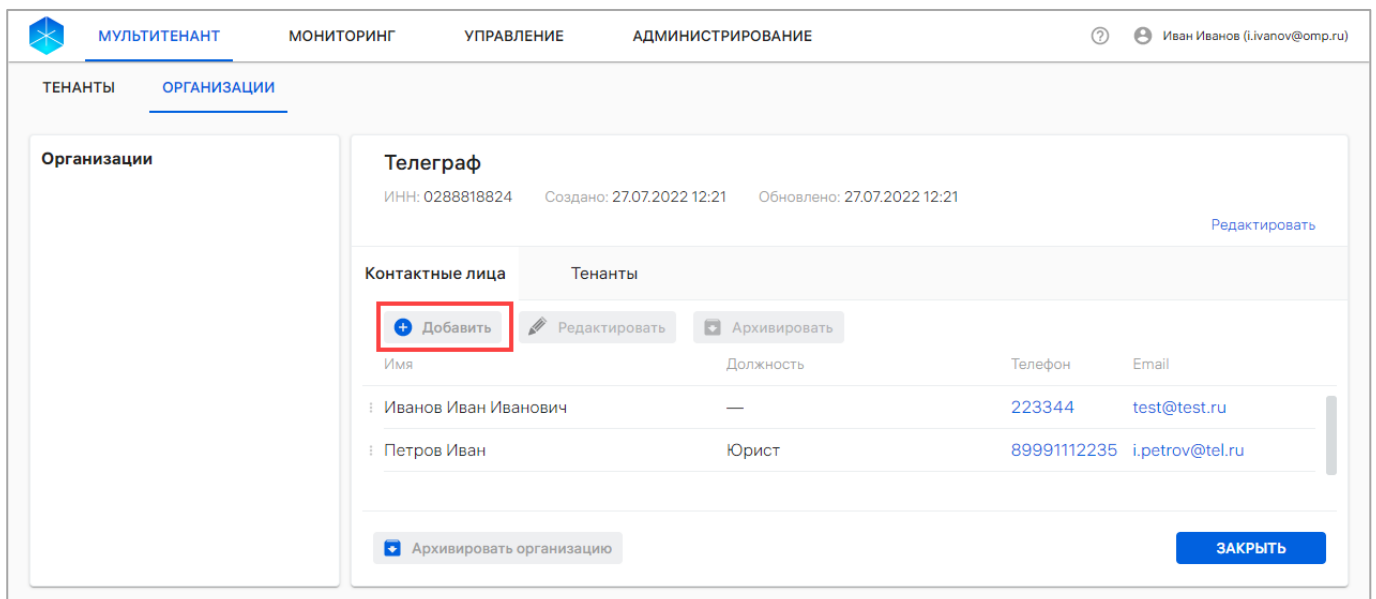 МУЛЬТИТЕНАНТ МОНИТОРИНГ УПРАВЛЕНИЕ АДМИНИСТРИРОВАНИЕ Иван Иванов (i.ivanov@omp.ru)
ТЕНАНТЫ ОРГАНИЗАЦИИ
Организации
Телеграф
ИНН: 0288818824 Создано: 27.07.2022 12:21 Обновлено: 27.07.2022 12:21
Редактировать
Контактные лица Тенанты
Добавить Редактировать Архивировать
Имя Должность Телефон Email
Иванов Иван Иванович — 223344 test@test.ru
Петров Иван Юрист 89991112235 i.petrov@tel.ru
Архивировать организацию ЗАКРЫТЬ